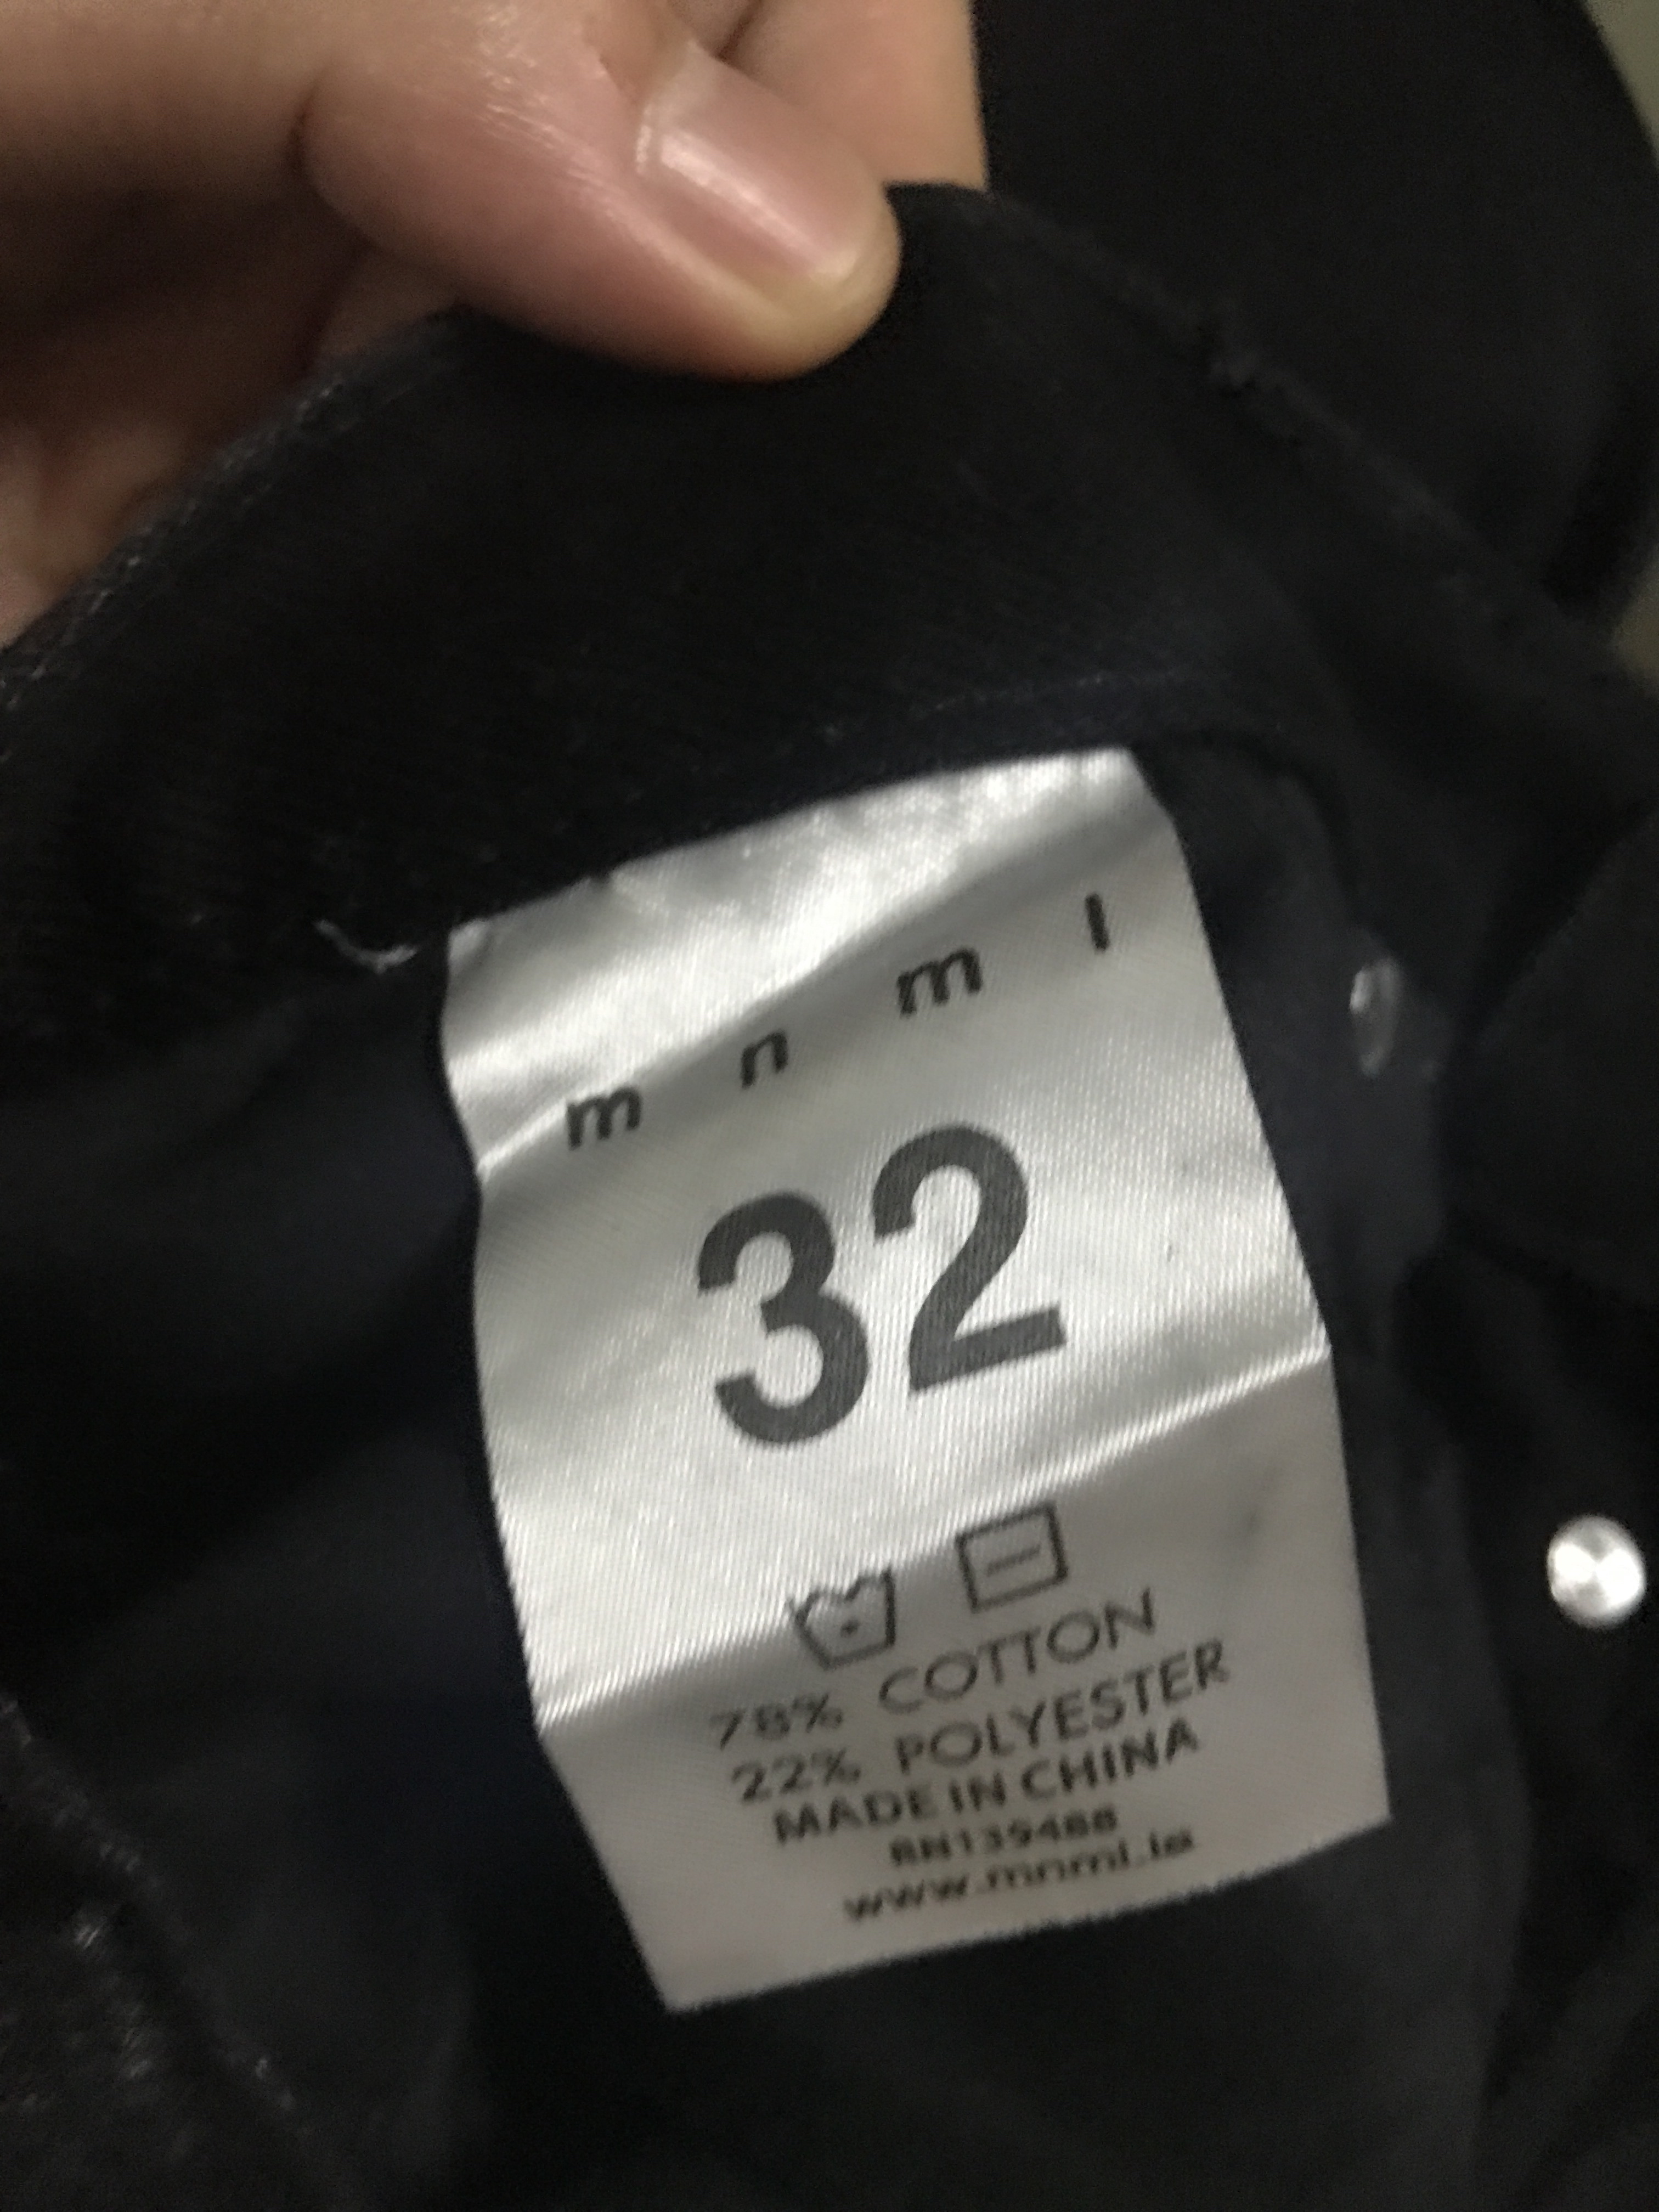 m n m l
32
78% COTTON
22% POLYESTER
MADE IN CHINA
RN139488
www.mnml.la